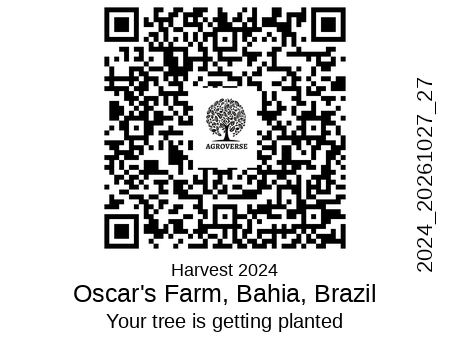 AGROVERSE
2024_20261027_27
Harvest 2024
Oscar's Farm, Bahia, Brazil
Your tree is getting planted